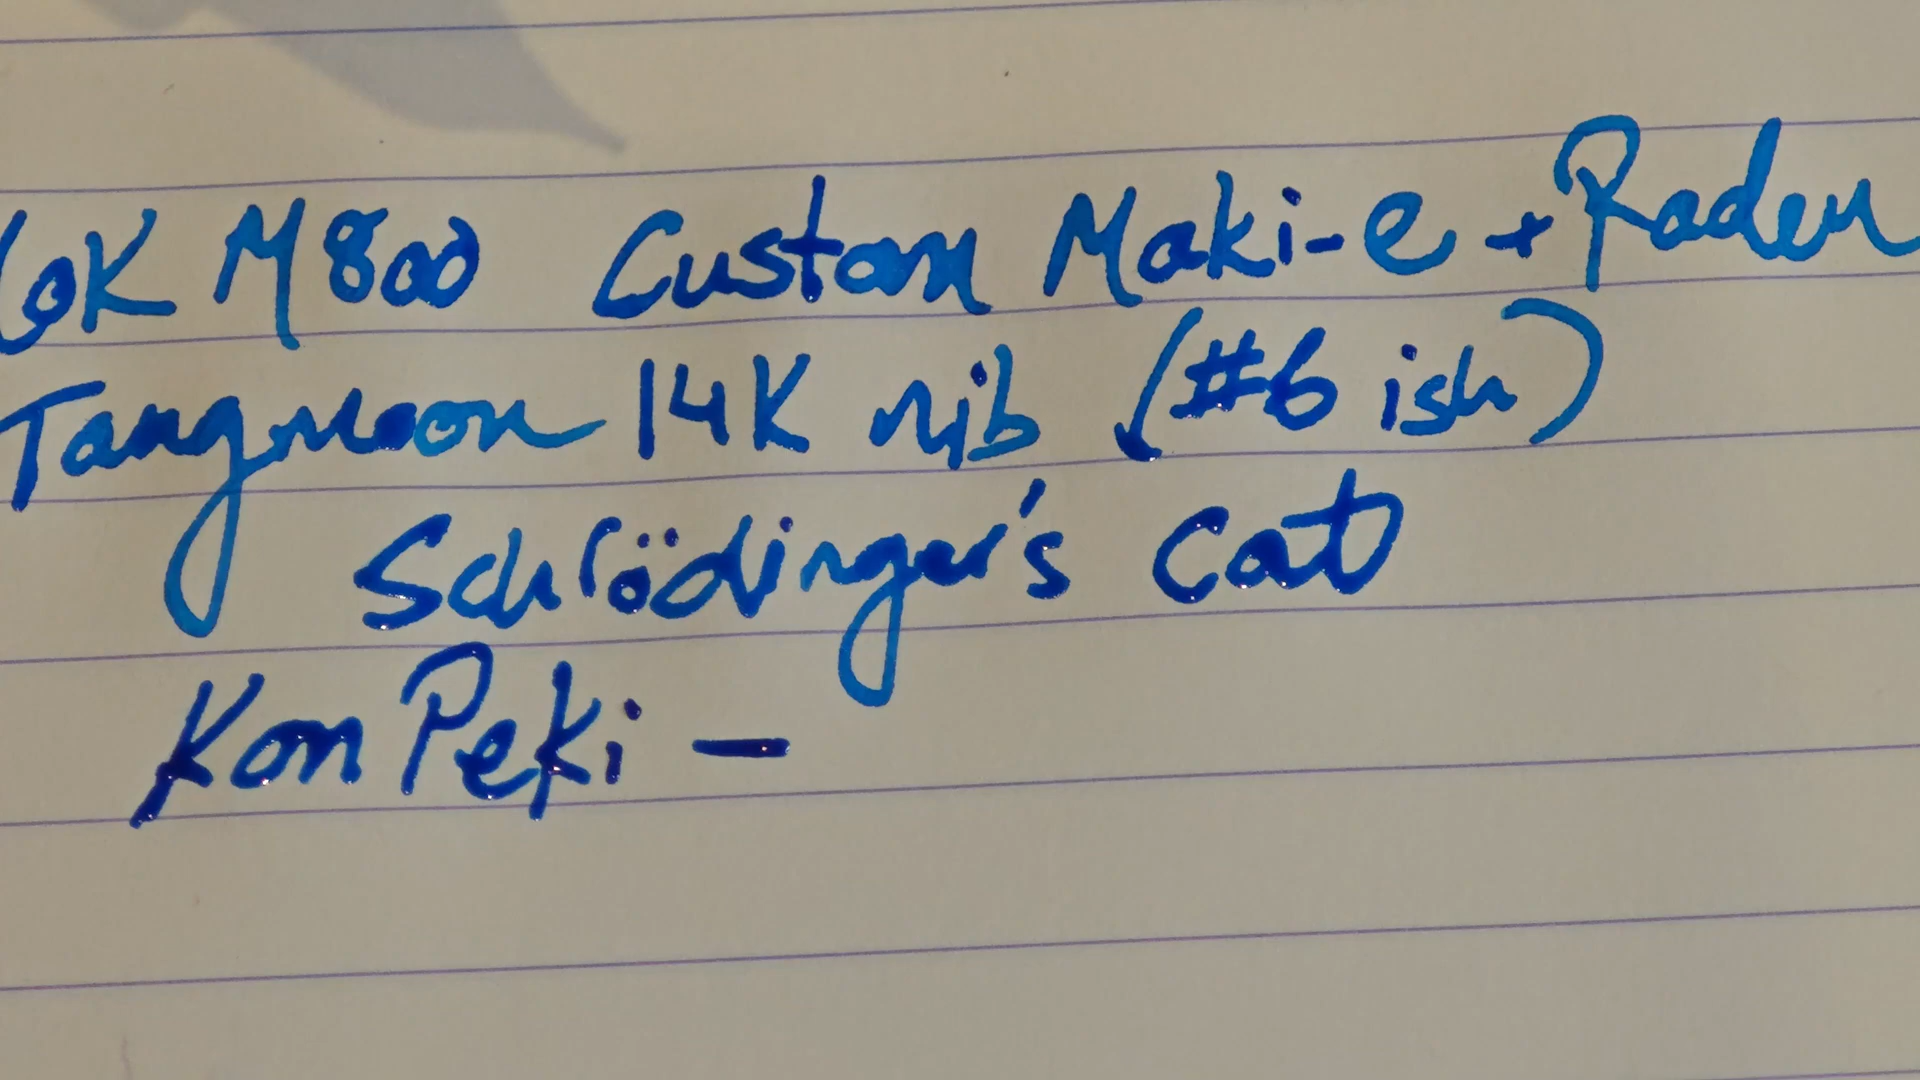 M800 Custom Maki-e + Raden
Tangmoon 14K nib (#6 ish)
Schrödinger's cat
Kon Peki -